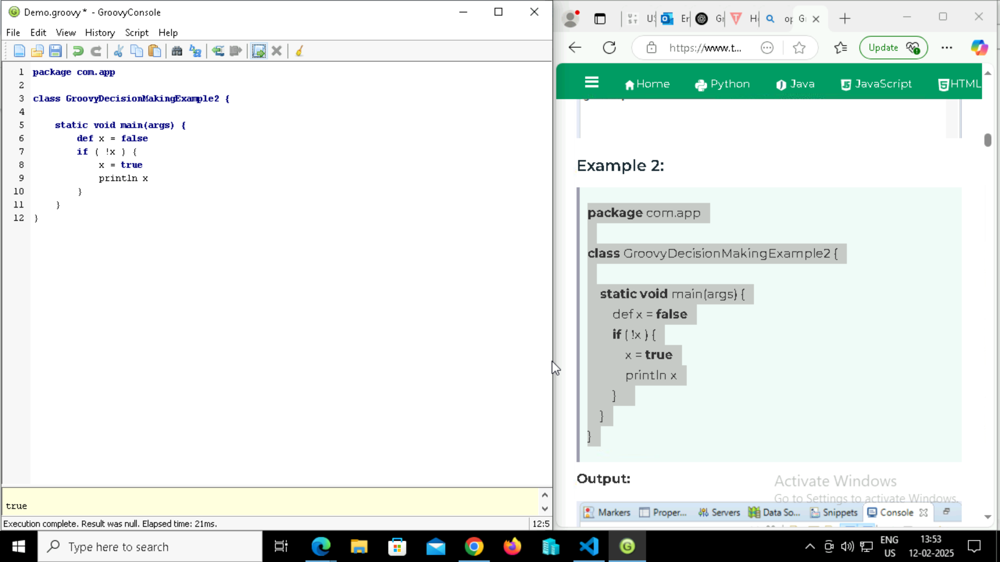 Demo.groovy * - GroovyConsole
File Edit View History Script Help
1 package com.app
2
3 class GroovyDecisionMakingExample2 {
4
5 static void main(args) {
6 def x = false
7 if ( !x ) {
8 x = true
9 println x
10 }
11 }
12 }
true
Execution complete. Result was null. Elapsed time: 21ms.
12:5
https://www.t...
Update
Home Python Java JavaScript HTML
Example 2:
package com.app
class GroovyDecisionMakingExample2 {
static void main(args) {
def x = false
if ( !x ) {
x = true
println x
}
}
}
Output:
Activate Windows
Go to Settings to activate Windows.
Markers Proper... Servers Data So... Snippets Console
Type here to search
ENG
US
13:53
12-02-2025